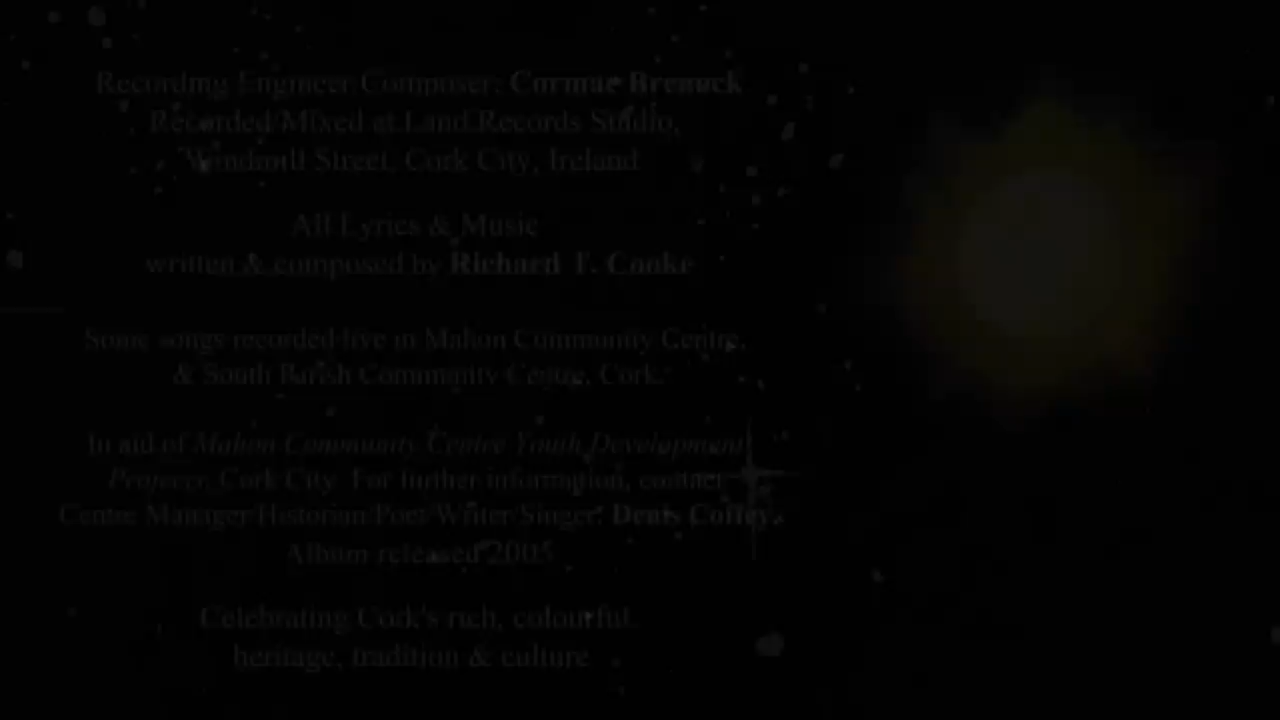 Recording Engineer/Composer: Cormac Brenock
Recorded/Mixed at Land Records Studio,
Windmill Street, Cork City, Ireland
All Lyrics & Music
written & composed by Richard T. Cooke
Some songs recorded live in Mahon Community Centre,
& South Parish Community Centre, Cork.
In aid of Mahon Community Centre Youth Development
Projects, Cork City. For further information, contact
Centre Manager/Historian/Poet/Writer/Singer: Denis Coffey.
Album released 2005
Celebrating Cork's rich, colourful
heritage, tradition & culture